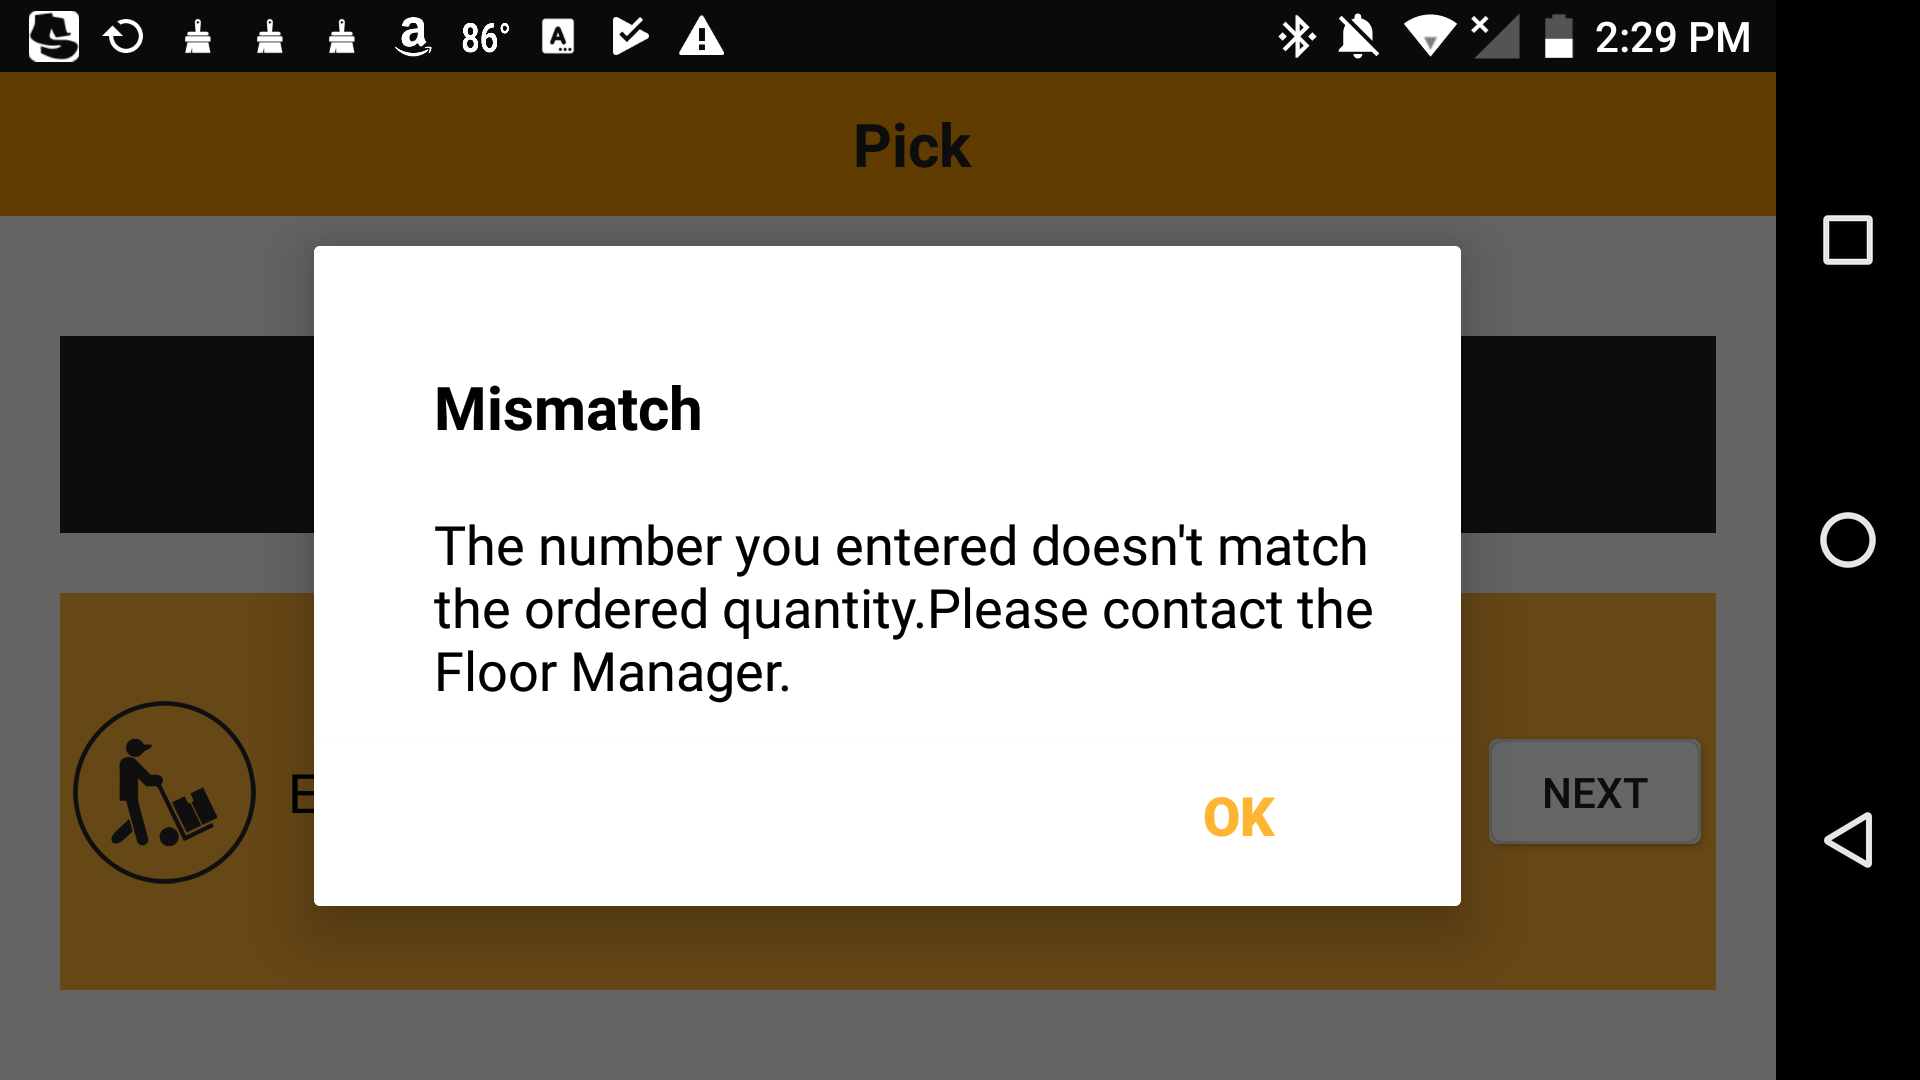 86° A 2:29 PM
Pick
Mismatch
The number you entered doesn't match
the ordered quantity.Please contact the
Floor Manager.
E
NEXT
OK